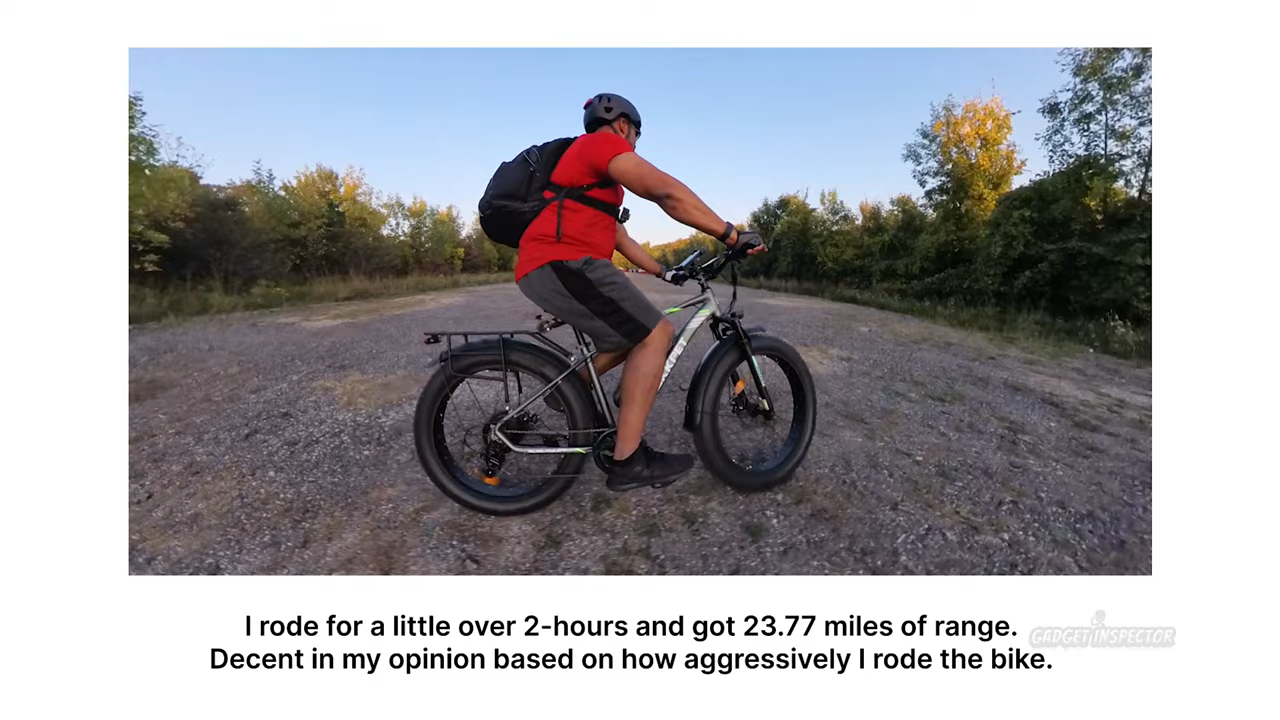 I rode for a little over 2-hours and got 23.77 miles of range.
Decent in my opinion based on how aggressively I rode the bike.
GADGET INSPECTOR